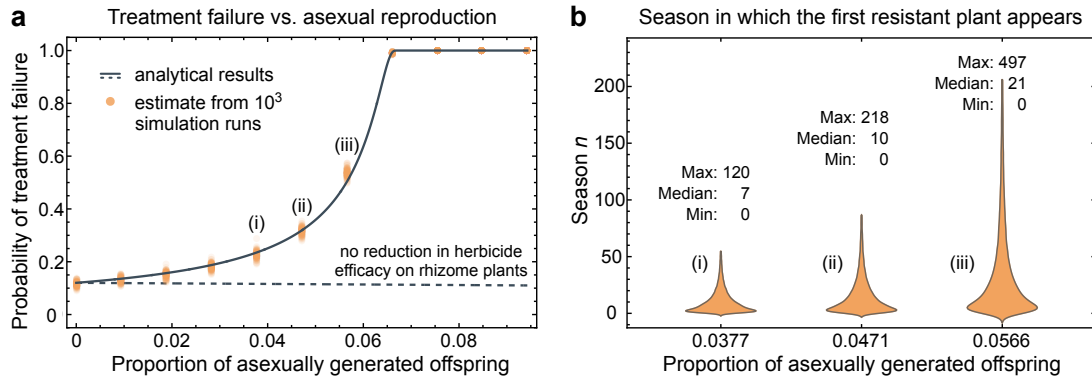 a
Treatment failure vs. asexual reproduction
Probability of treatment failure
1.0
0.8
0.6
0.4
0.2
0
analytical results
estimate from 10³
simulation runs
(i)
(ii)
(iii)
no reduction in herbicide
efficacy on rhizome plants
0 0.02 0.04 0.06 0.08
Proportion of asexually generated offspring
b
Season in which the first resistant plant appears
Season n
200
150
100
50
0
Max: 120
Median: 7
Min: 0
(i)
Max: 218
Median: 10
Min: 0
(ii)
Max: 497
Median: 21
Min: 0
(iii)
0.0377 0.0471 0.0566
Proportion of asexually generated offspring